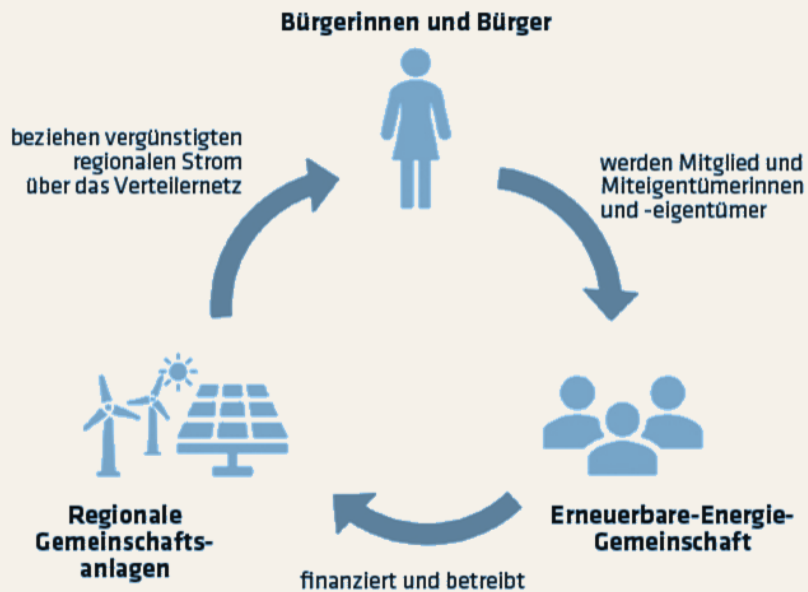 Bürgerinnen und Bürger
beziehen vergünstigten
regionalen Strom
über das Verteilernetz
werden Mitglied und
Miteigentümerinnen
und -eigentümer
Regionale
Gemeinschafts-
anlagen
Erneuerbare-Energie-
Gemeinschaft
finanziert und betreibt